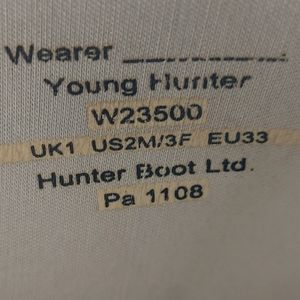 Wearer
Young Hunter
W23500
UK1 US2M/3F EU33
Hunter Boot Ltd.
Pa 1108